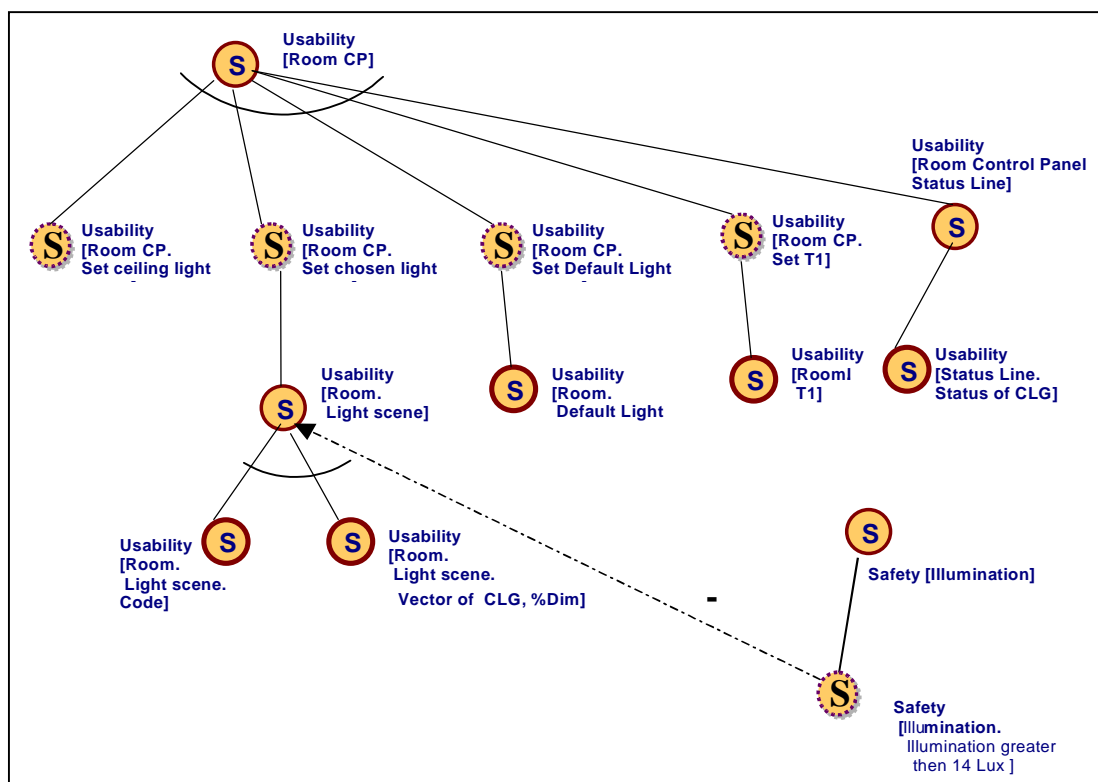 Usability
[Room CP]
S
Usability
[Room Control Panel
Status Line]
S
S
Usability
[Room CP.
Set ceiling light
-
S
Usability
[Room CP.
Set chosen light
-
S
Usability
[Room CP.
Set Default Light
-
S
Usability
[Room CP.
Set T1]
S
Usability
[Room.
Light scene]
S
Usability
[Room.
Default Light
S
Usability
[Rooml
T1]
S
Usability
[Status Line.
Status of CLG]
S
Usability
[Room.
Light scene.
Code]
S
Usability
[Room.
Light scene.
Vector of CLG, %Dim]
S
Safety [Illumination]
-
S
Safety
[Illumination.
Illumination greater
then 14 Lux ]